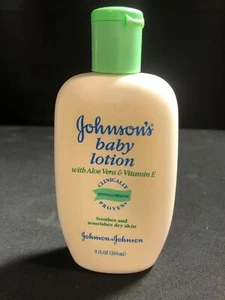 Johnson's
baby
lotion
with Aloe Vera & Vitamin E
CLINICALLY
PROVEN
Soothes and
nourishes dry skin
Johnson & Johnson